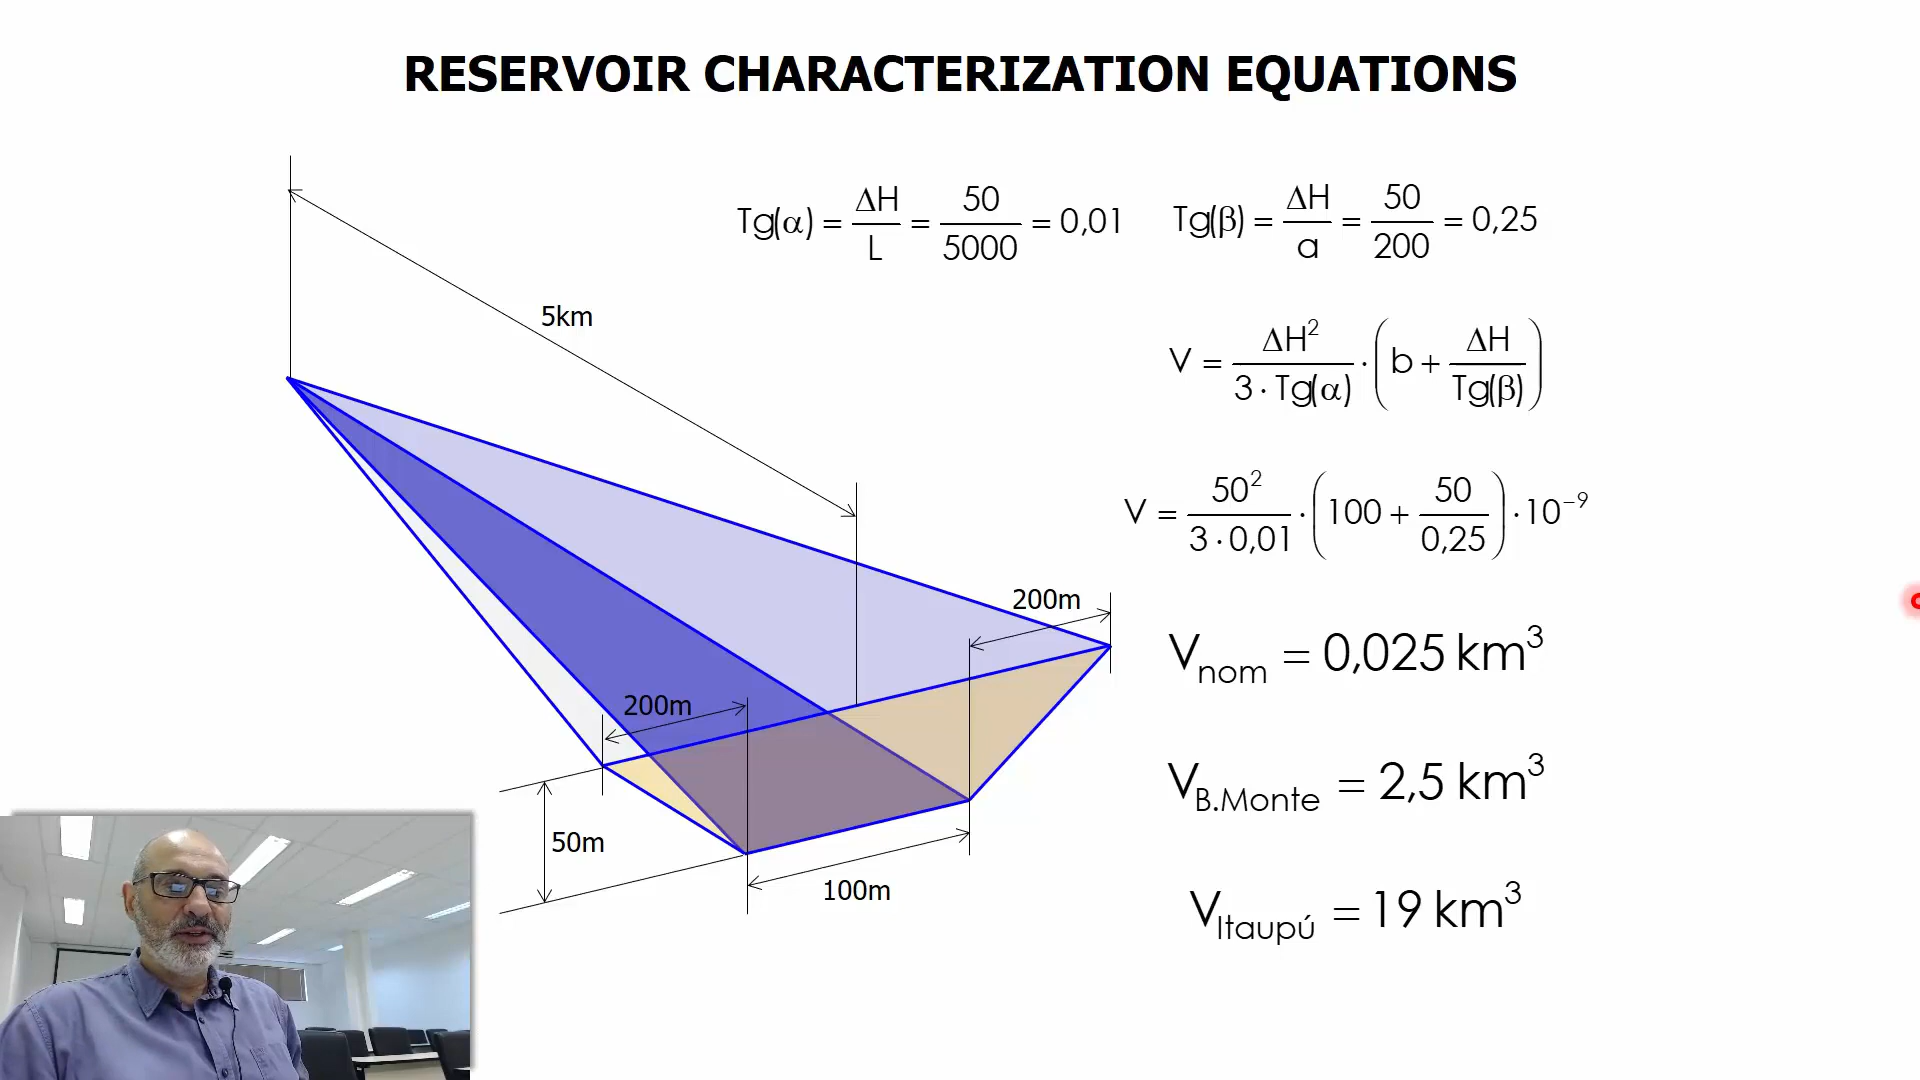 RESERVOIR CHARACTERIZATION EQUATIONS
Tg(α) = ΔH / L = 50 / 5000 = 0,01
Tg(β) = ΔH / a = 50 / 200 = 0,25
5km
V = ΔH² / 3 · Tg(α) · (b + ΔH / Tg(β))
V = 50² / 3 · 0,01 · (100 + 50 / 0,25) · 10⁻⁹
200m
V_nom = 0,025 km³
200m
V_B.Monte = 2,5 km³
50m
100m
V_Itaupú = 19 km³